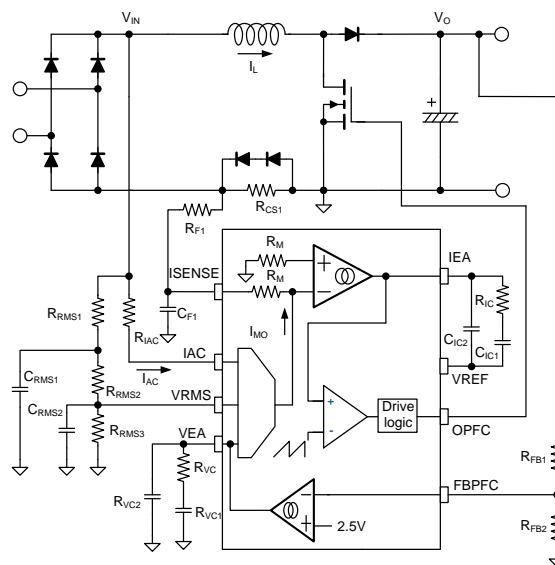 VIN
VO
IL
RCS1
RF1
ISENSE
CF1
RM
RM
IEA
RIC
CIC2
CIC1
VREF
RRMS1
RIAC
IMO
IAC
IAC
CRMS1
RRMS2
VRMS
CRMS2
RRMS3
VEA
RVC
RVC2
RVC1
+
+
−
+
-
Drive
logic
OPFC
RFB1
FBPFC
RFB2
−
+
2.5V